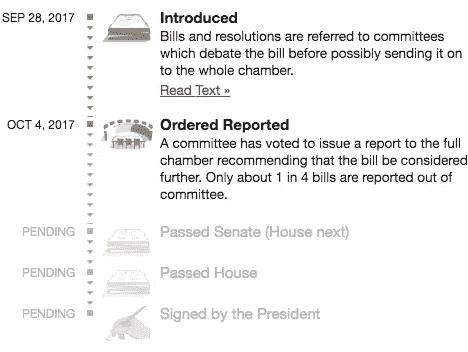 SEP 28, 2017
Introduced
Bills and resolutions are referred to committees
which debate the bill before possibly sending it on
to the whole chamber.
Read Text »
OCT 4, 2017
Ordered Reported
A committee has voted to issue a report to the full
chamber recommending that the bill be considered
further. Only about 1 in 4 bills are reported out of
committee.
PENDING
Passed Senate (House next)
PENDING
Passed House
PENDING
Signed by the President